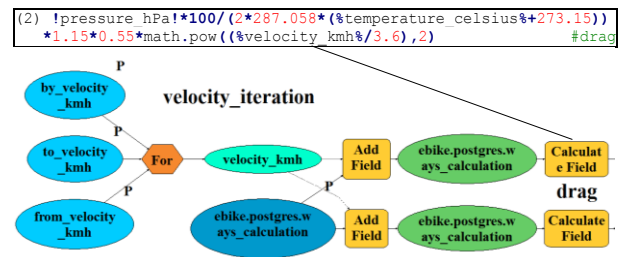 (2) !pressure_hPa!*100/(2*287.058*(%temperature_celsius%+273.15))
*1.15*0.55*math.pow((%velocity_kmh%/3.6),2) #drag
P
by_velocity
_kmh
velocity_iteration
P
to_velocity
_kmh
For
velocity_kmh
Add
Field
ebike.postgres.w
ays_calculation
Calculat
e Field
P
P
drag
from_velocity
_kmh
ebike.postgres.w
ays_calculation
Add
Field
ebike.postgres.w
ays_calculation
Calculate
Field